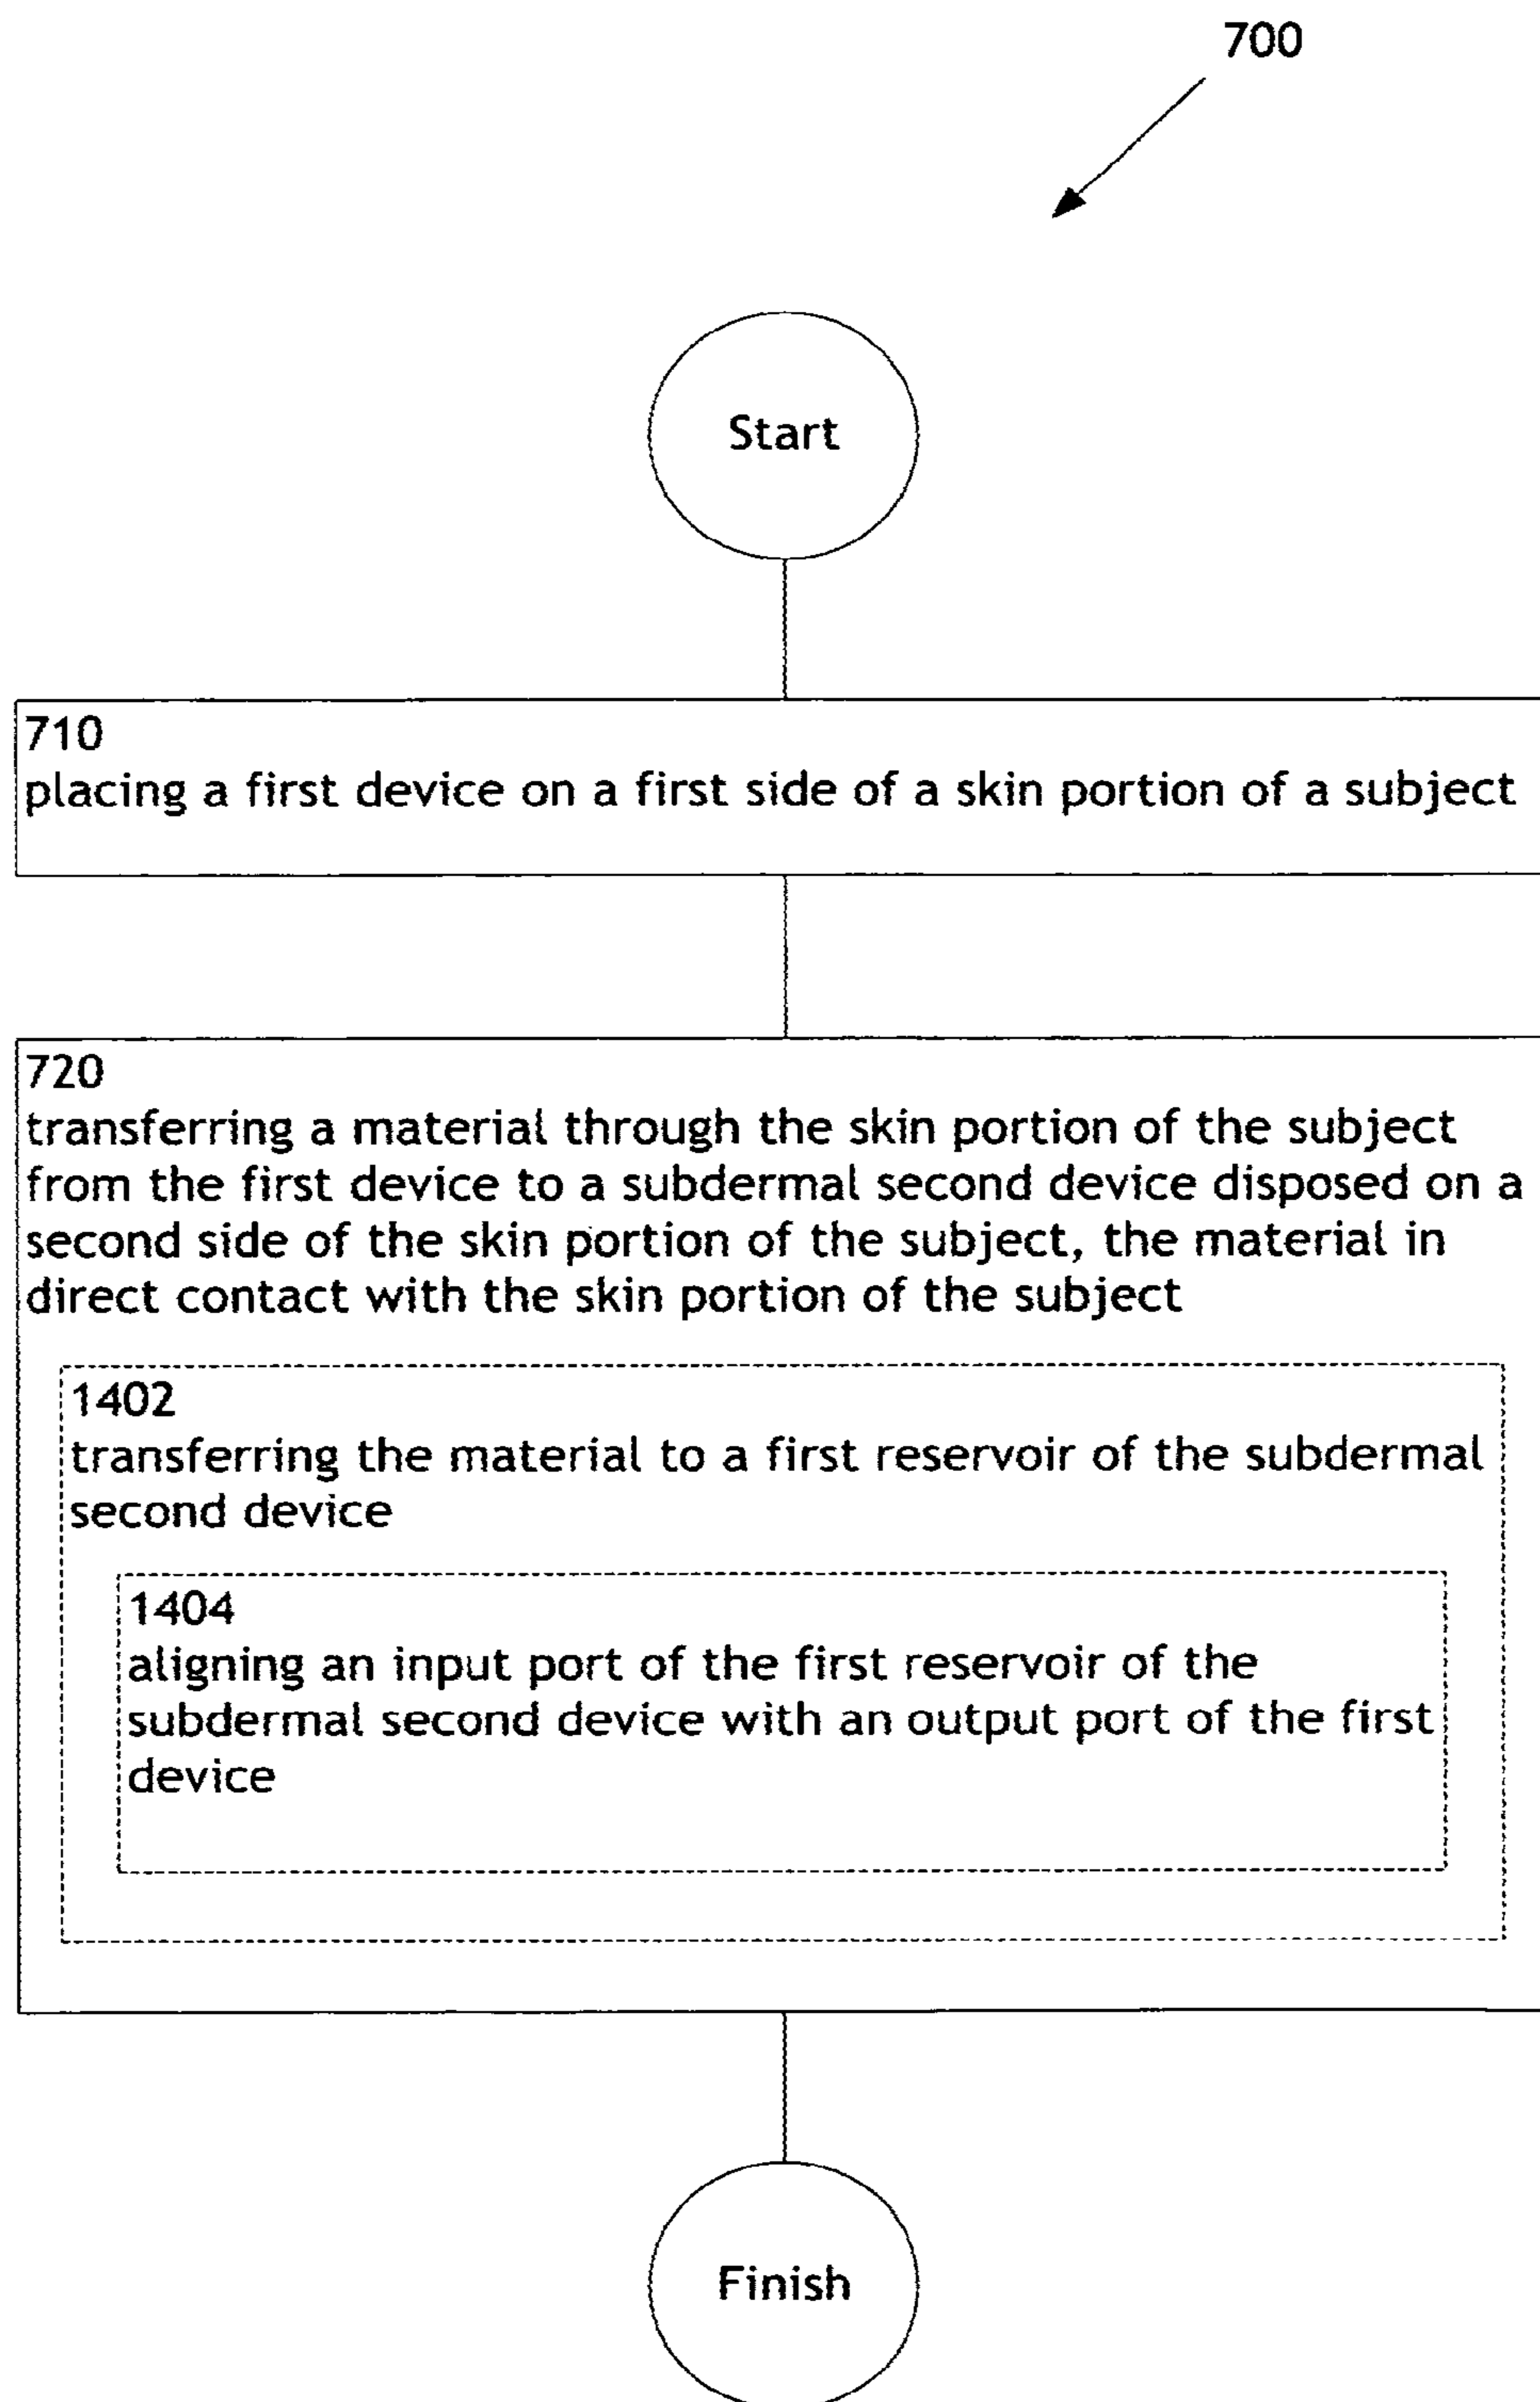 700
Start
710
placing a first device on a first side of a skin portion of a subject
720
transferring a material through the skin portion of the subject
from the first device to a subdermal second device disposed on a
second side of the skin portion of the subject, the material in
direct contact with the skin portion of the subject
1402
transferring the material to a first reservoir of the subdermal
second device
1404
aligning an input port of the first reservoir of the
subdermal second device with an output port of the first
device
Finish